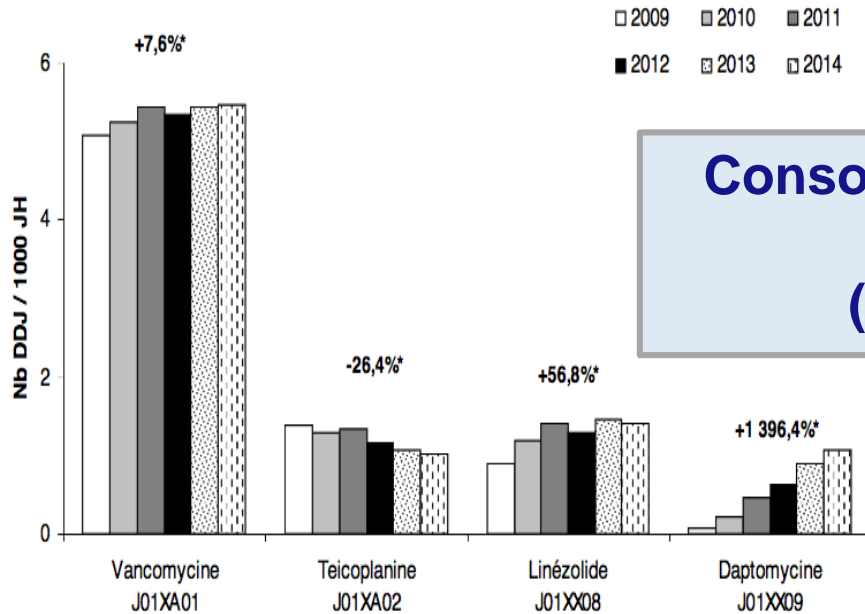 2009 2010 2011
2012 2013 2014
+7,6%*
-26,4%*
+56,8%*
+1 396,4%*
Conso
(
Nb DDJ / 1000 JH
6
4
2
0
Vancomycine Teicoplanine Linézolide Daptomycine
J01XA01 J01XA02 J01XX08 J01XX09